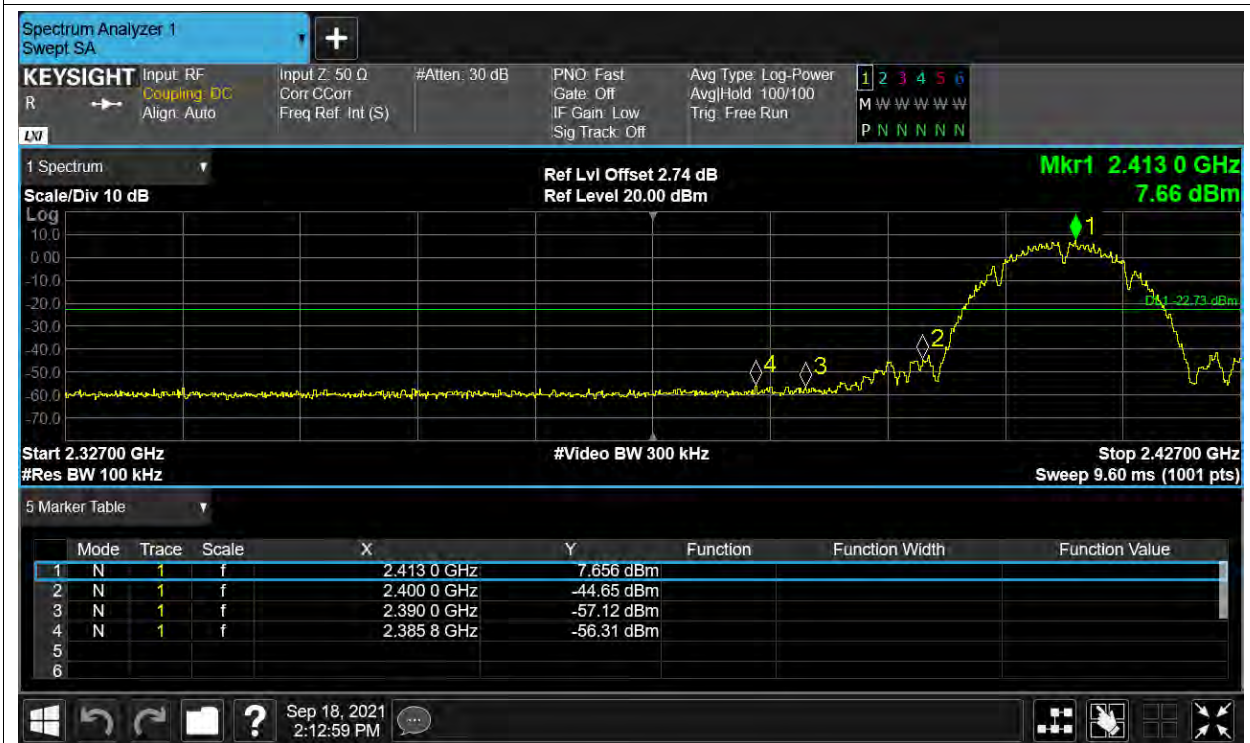 Spectrum Analyzer 1
Swept SA
+
KEYSIGHT Input: RF Input Z: 50 Ω #Atten: 30 dB PNO: Fast Avg Type: Log-Power 1 2 3 4 5 6
R Coupling: DC Corr CCorr Gate: Off Avg|Hold: 100/100 M W W W W W
Align: Auto Freq Ref: Int (S) IF Gain: Low Trig: Free Run
LXI Sig Track: Off P N N N N N
1 Spectrum Ref Lvl Offset 2.74 dB Mkr1 2.413 0 GHz
Scale/Div 10 dB Ref Level 20.00 dBm 7.66 dBm
Log
10.0
0.00
-10.0
-20.0
-30.0
-40.0
-50.0
-60.0
-70.0
1
DL1 -22.73 dBm
2
4 3
Start 2.32700 GHz #Video BW 300 kHz Stop 2.42700 GHz
#Res BW 100 kHz Sweep 9.60 ms (1001 pts)
5 Marker Table
Mode Trace Scale X Y Function Function Width Function Value
1 N 1 f 2.413 0 GHz 7.656 dBm
2 N 1 f 2.400 0 GHz -44.65 dBm
3 N 1 f 2.390 0 GHz -57.12 dBm
4 N 1 f 2.385 8 GHz -56.31 dBm
5
6
? Sep 18, 2021
2:12:59 PM